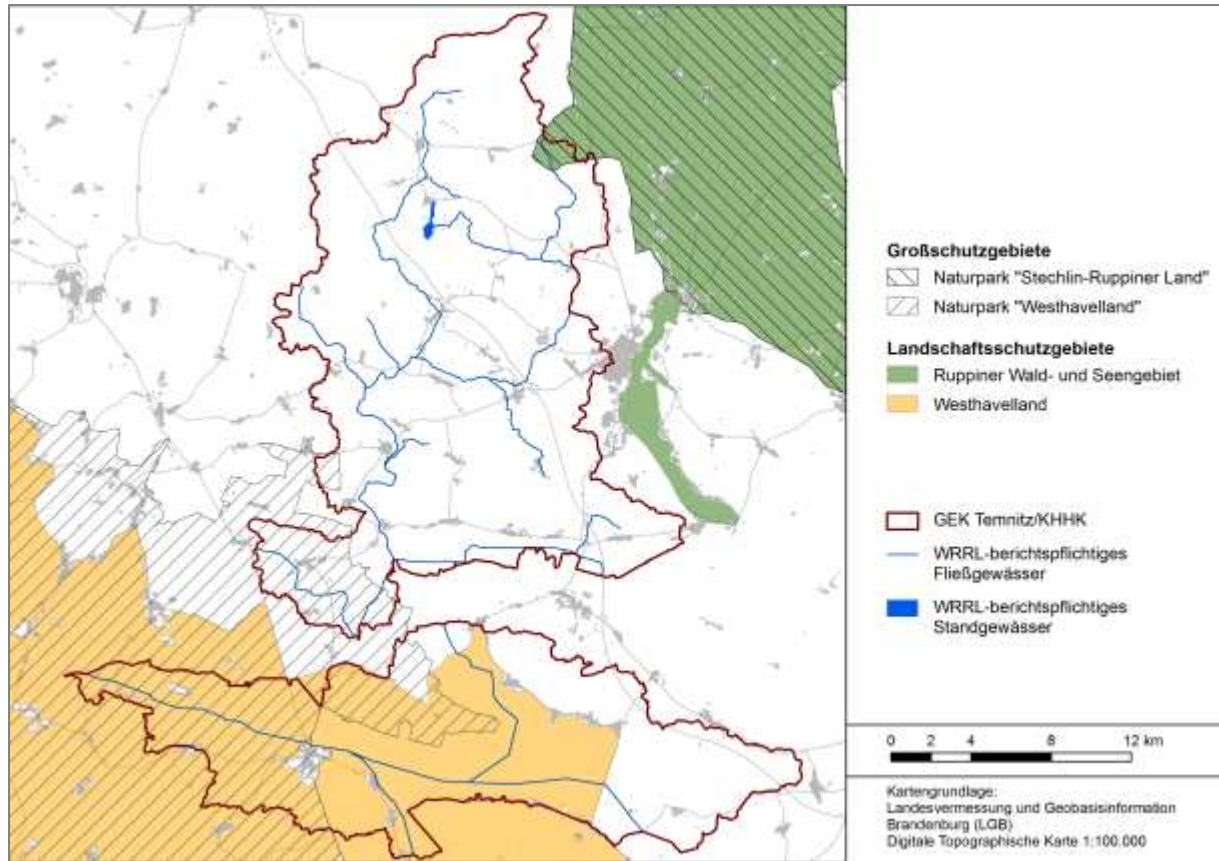 Großschutzgebiete
Naturpark "Stechlin-Ruppiner Land"
Naturpark "Westhavelland"
Landschaftsschutzgebiete
Ruppiner Wald- und Seengebiet
Westhavelland
GEK Temnitz/KHHK
WRRL-berichtspflichtiges
Fließgewässer
WRRL-berichtspflichtiges
Standgewässer
0 2 4 8 12 km
Kartengrundlage:
Landesvermessung und Geobasisinformation
Brandenburg (LGB)
Digitale Topographische Karte 1:100.000